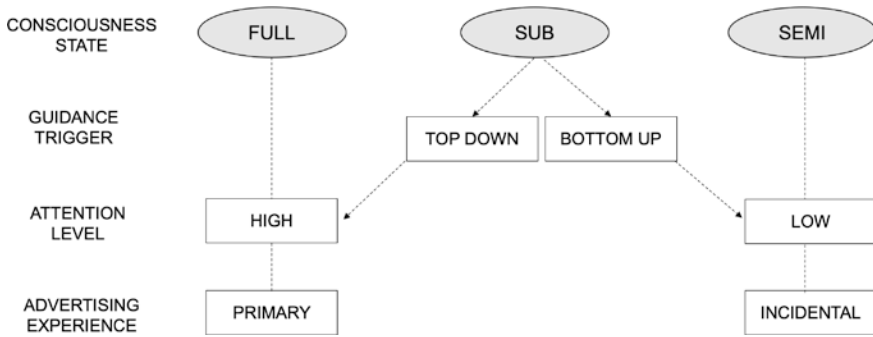 CONSCIOUSNESS
STATE
FULL
SUB
SEMI
GUIDANCE
TRIGGER
TOP DOWN
BOTTOM UP
ATTENTION
LEVEL
HIGH
LOW
ADVERTISING
EXPERIENCE
PRIMARY
INCIDENTAL